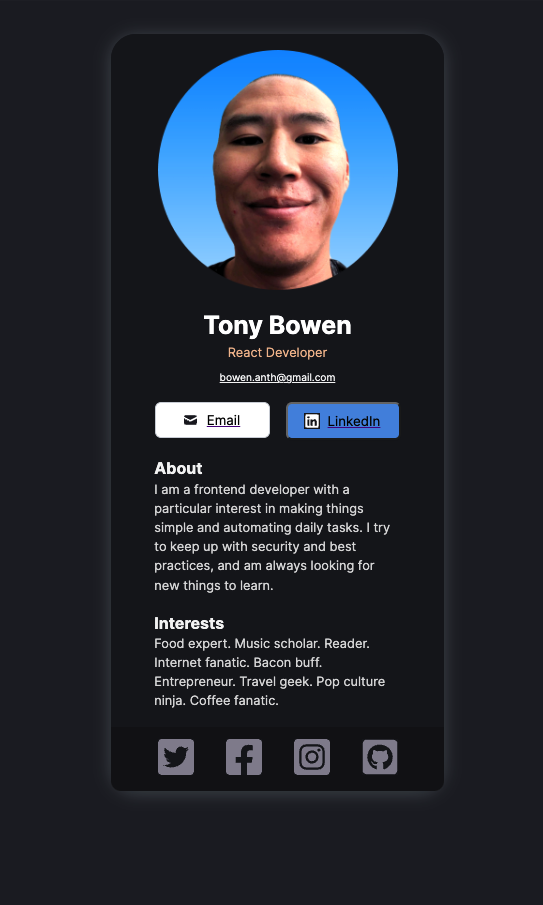 Tony Bowen
React Developer
bowen.anth@gmail.com
Email
in LinkedIn
About
I am a frontend developer with a
particular interest in making things
simple and automating daily tasks. I try
to keep up with security and best
practices, and am always looking for
new things to learn.
Interests
Food expert. Music scholar. Reader.
Internet fanatic. Bacon buff.
Entrepreneur. Travel geek. Pop culture
ninja. Coffee fanatic.